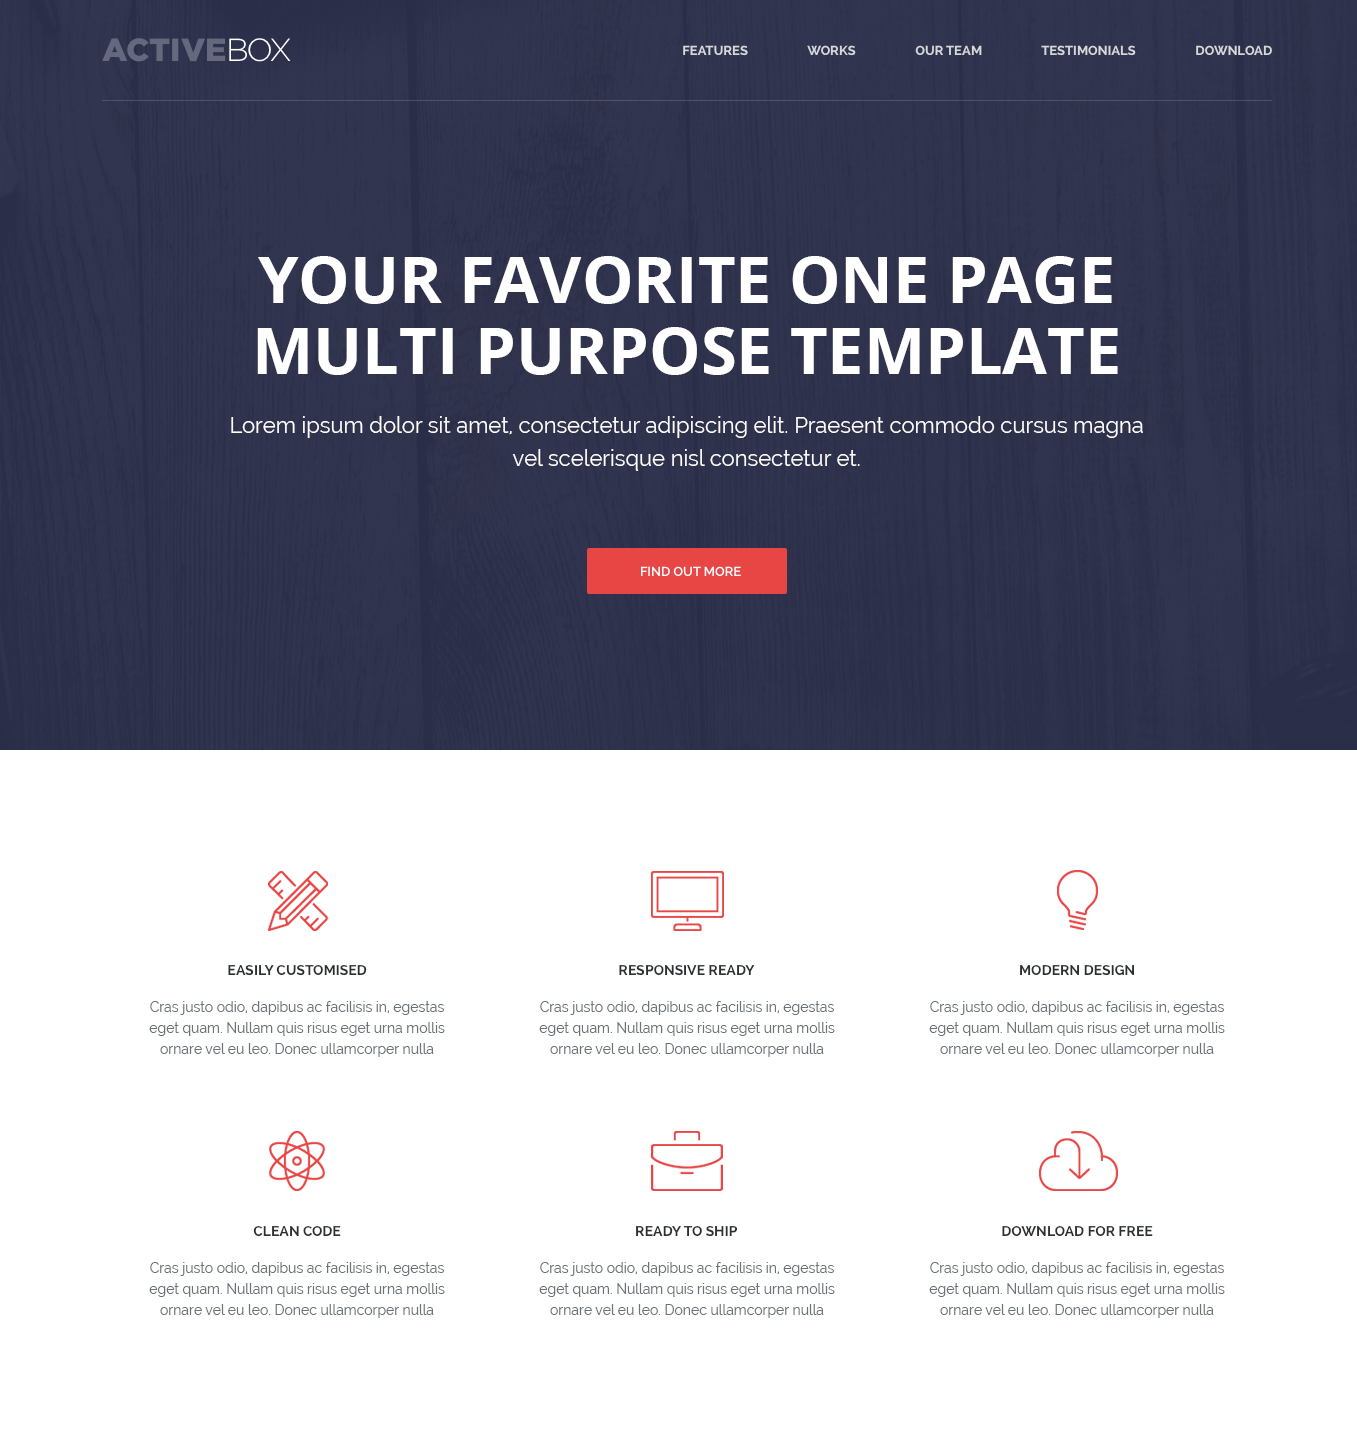 ACTIVEBOX
FEATURES WORKS OUR TEAM TESTIMONIALS DOWNLOAD
YOUR FAVORITE ONE PAGE
MULTI PURPOSE TEMPLATE
Lorem ipsum dolor sit amet, consectetur adipiscing elit. Praesent commodo cursus magna
vel scelerisque nisl consectetur et.
FIND OUT MORE
EASILY CUSTOMISED
Cras justo odio, dapibus ac facilisis in, egestas
eget quam. Nullam quis risus eget urna mollis
ornare vel eu leo. Donec ullamcorper nulla
RESPONSIVE READY
Cras justo odio, dapibus ac facilisis in, egestas
eget quam. Nullam quis risus eget urna mollis
ornare vel eu leo. Donec ullamcorper nulla
MODERN DESIGN
Cras justo odio, dapibus ac facilisis in, egestas
eget quam. Nullam quis risus eget urna mollis
ornare vel eu leo. Donec ullamcorper nulla
CLEAN CODE
Cras justo odio, dapibus ac facilisis in, egestas
eget quam. Nullam quis risus eget urna mollis
ornare vel eu leo. Donec ullamcorper nulla
READY TO SHIP
Cras justo odio, dapibus ac facilisis in, egestas
eget quam. Nullam quis risus eget urna mollis
ornare vel eu leo. Donec ullamcorper nulla
DOWNLOAD FOR FREE
Cras justo odio, dapibus ac facilisis in, egestas
eget quam. Nullam quis risus eget urna mollis
ornare vel eu leo. Donec ullamcorper nulla